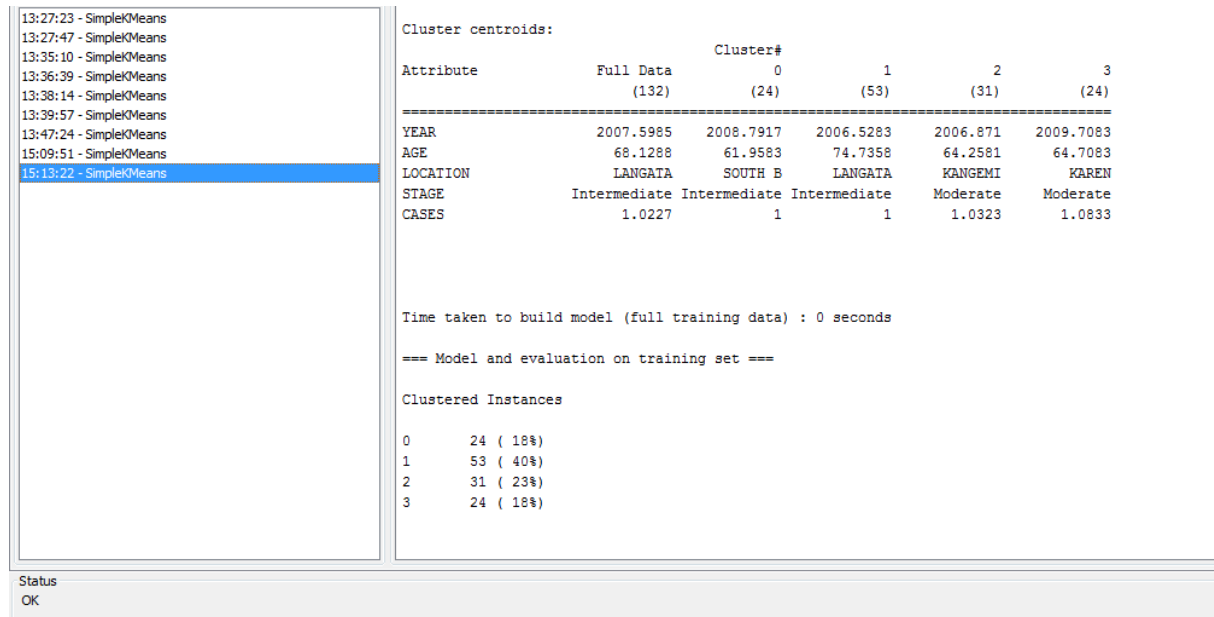 13:27:23 - SimpleKMeans
13:27:47 - SimpleKMeans
13:35:10 - SimpleKMeans
13:36:39 - SimpleKMeans
13:38:14 - SimpleKMeans
13:39:57 - SimpleKMeans
13:47:24 - SimpleKMeans
15:09:51 - SimpleKMeans
15:13:22 - SimpleKMeans
Cluster centroids:
Cluster#
Attribute Full Data 0 1 2 3
(132) (24) (53) (31) (24)
==========================================================================================
YEAR 2007.5985 2008.7917 2006.5283 2006.871 2009.7083
AGE 68.1288 61.9583 74.7358 64.2581 64.7083
LOCATION LANGATA SOUTH B LANGATA KANGEMI KAREN
STAGE Intermediate Intermediate Intermediate Moderate Moderate
CASES 1.0227 1 1 1.0323 1.0833
Time taken to build model (full training data) : 0 seconds
=== Model and evaluation on training set ===
Clustered Instances
0 24 ( 18%)
1 53 ( 40%)
2 31 ( 23%)
3 24 ( 18%)
Status
OK